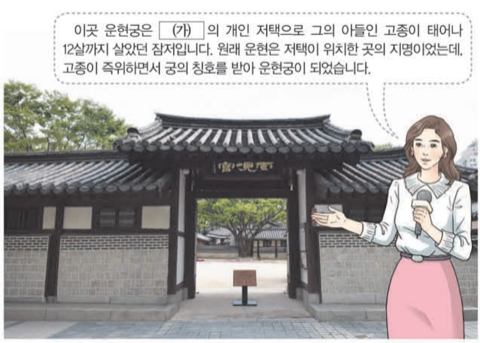 이곳 운현궁은 (가) 의 개인 저택으로 그의 아들인 고종이 태어나
12살까지 살았던 잠저입니다. 원래 운현은 저택이 위치한 곳의 지명이었는데,
고종이 즉위하면서 궁의 칭호를 받아 운현궁이 되었습니다.